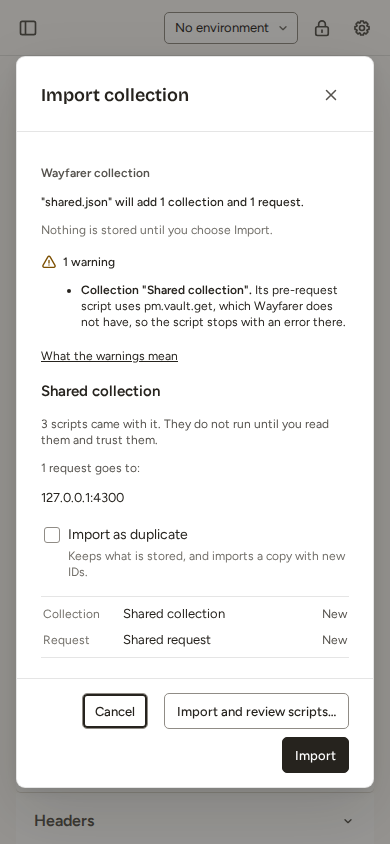 No environment
Import collection
Wayfarer collection
"shared.json" will add 1 collection and 1 request.
Nothing is stored until you choose Import.
1 warning
• Collection "Shared collection". Its pre-request
script uses pm.vault.get, which Wayfarer does
not have, so the script stops with an error there.
What the warnings mean
Shared collection
3 scripts came with it. They do not run until you read
them and trust them.
1 request goes to:
127.0.0.1:4300
Import as duplicate
Keeps what is stored, and imports a copy with new
IDs.
Collection Shared collection New
Request Shared request New
Cancel Import and review scripts...
Import
Headers